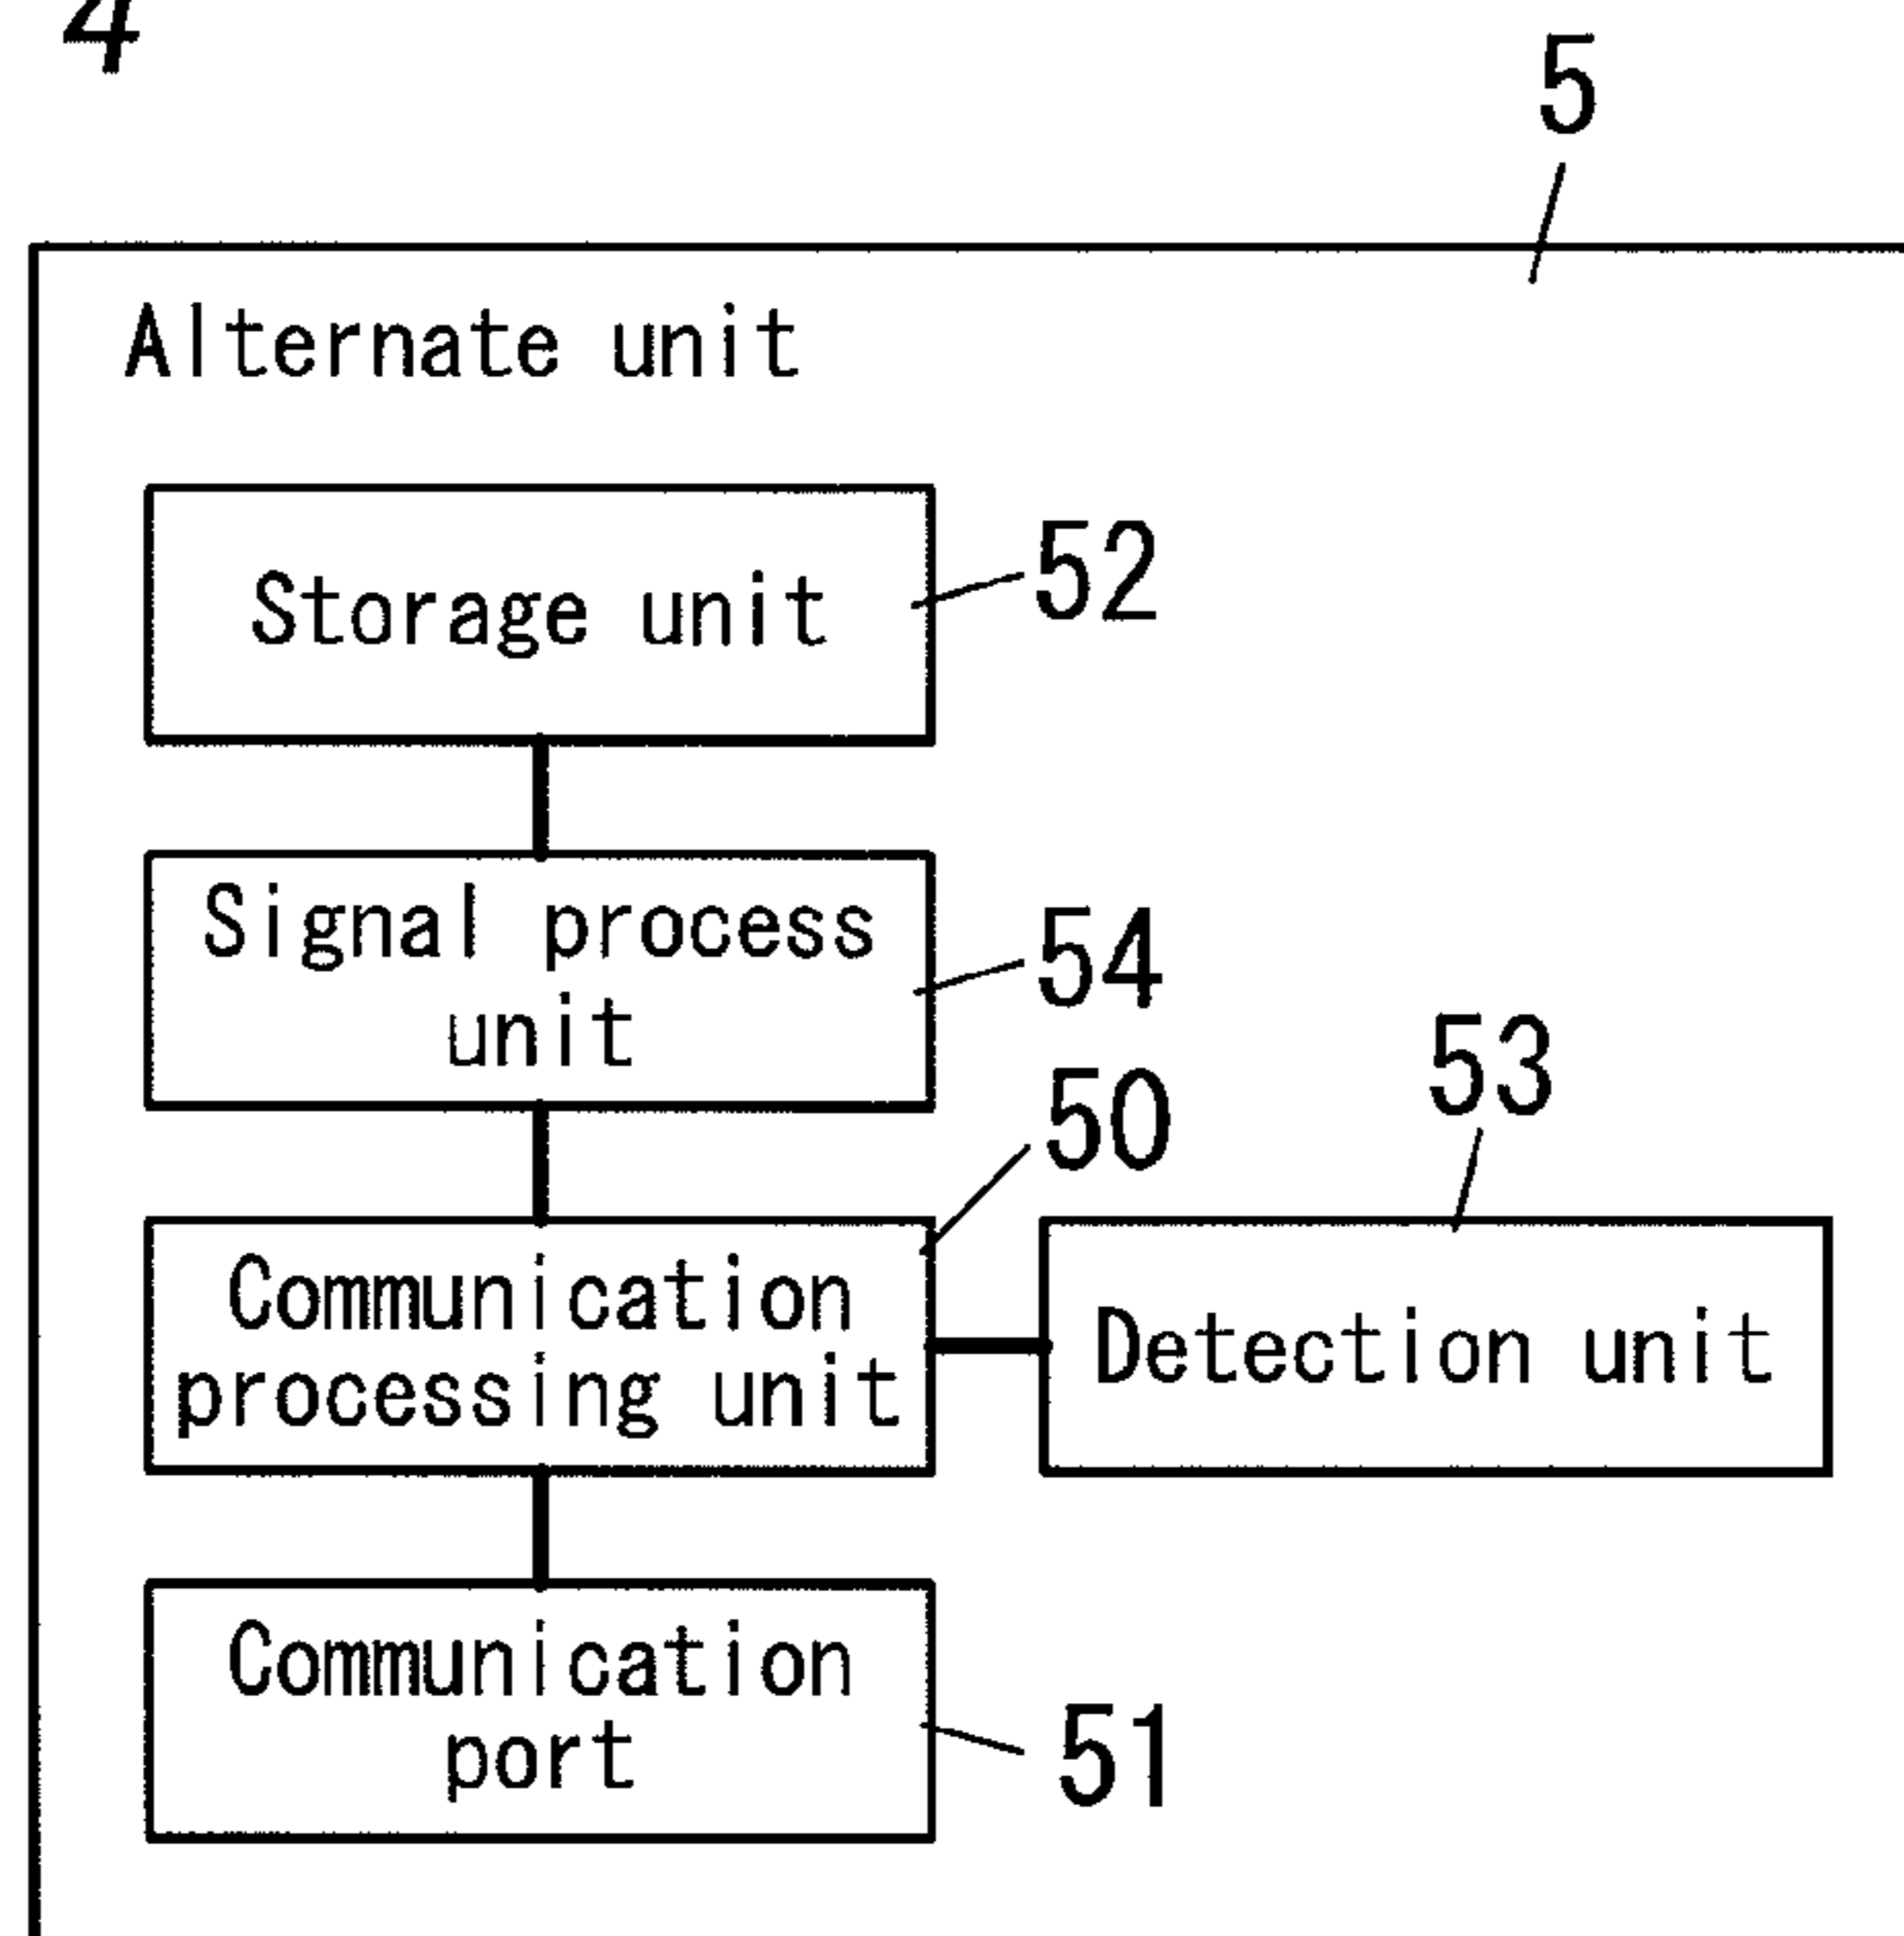 4
5
Alternate unit
Storage unit
52
Signal process
unit
54
50
53
Communication
processing unit
Detection unit
Communication
port
51